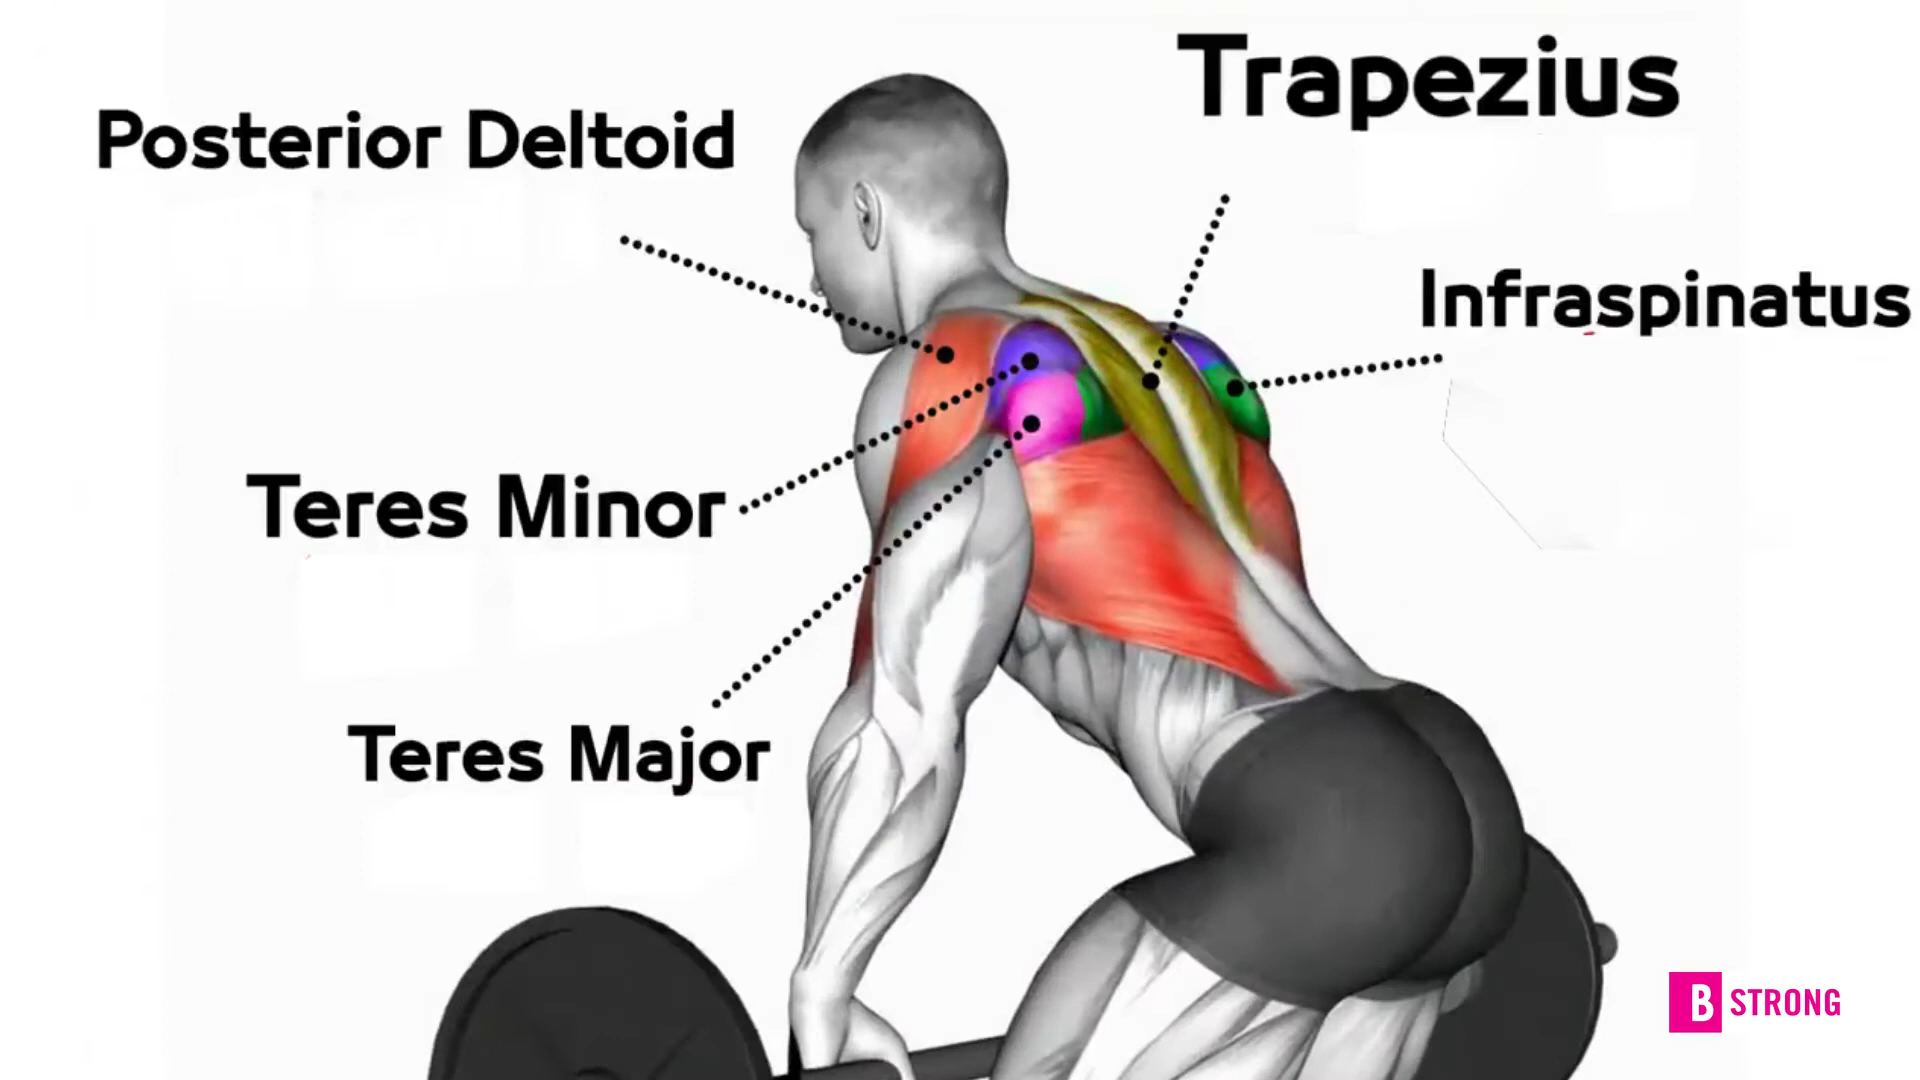 Trapezius
Posterior Deltoid
Infraspinatus
Teres Minor
Teres Major
B STRONG